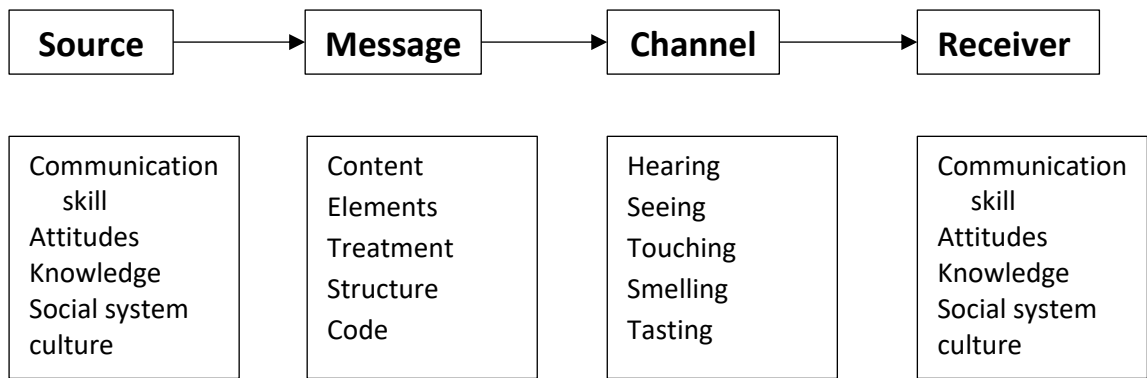 Source
Message
Channel
Receiver
Communication
skill
Attitudes
Knowledge
Social system
culture
Content
Elements
Treatment
Structure
Code
Hearing
Seeing
Touching
Smelling
Tasting
Communication
skill
Attitudes
Knowledge
Social system
culture